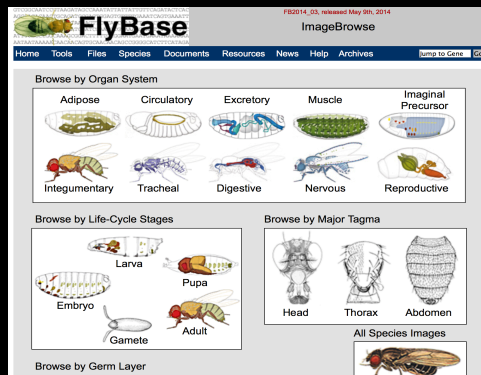 FB2014_03, released May 9th, 2014
FlyBase
ImageBrowse
Home Tools Files Species Documents Resources News Help Archives Jump to Gene
Browse by Organ System
Adipose Circulatory Excretory Muscle Imaginal Precursor
Integumentary Tracheal Digestive Nervous Reproductive
Browse by Life-Cycle Stages
Browse by Major Tagma
Larva
Pupa
Embryo
Gamete
Adult
Head Thorax Abdomen
All Species Images
Browse by Germ Layer